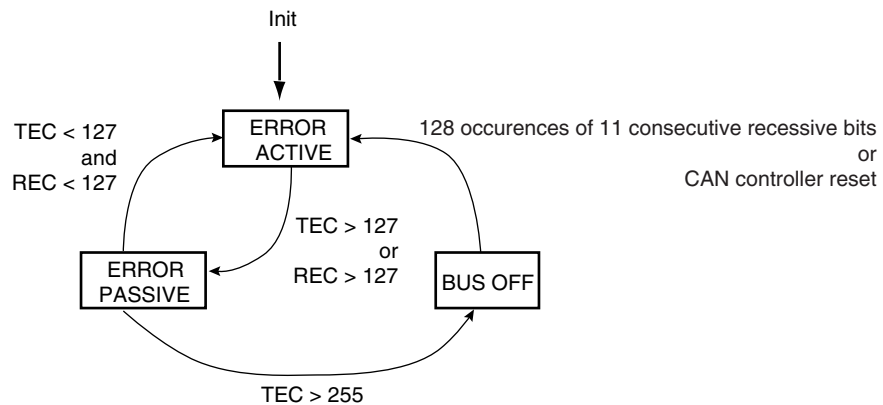 Init
ERROR
ACTIVE
TEC < 127
and
REC < 127
128 occurences of 11 consecutive recessive bits
or
CAN controller reset
TEC > 127
or
REC > 127
ERROR
PASSIVE
BUS OFF
TEC > 255